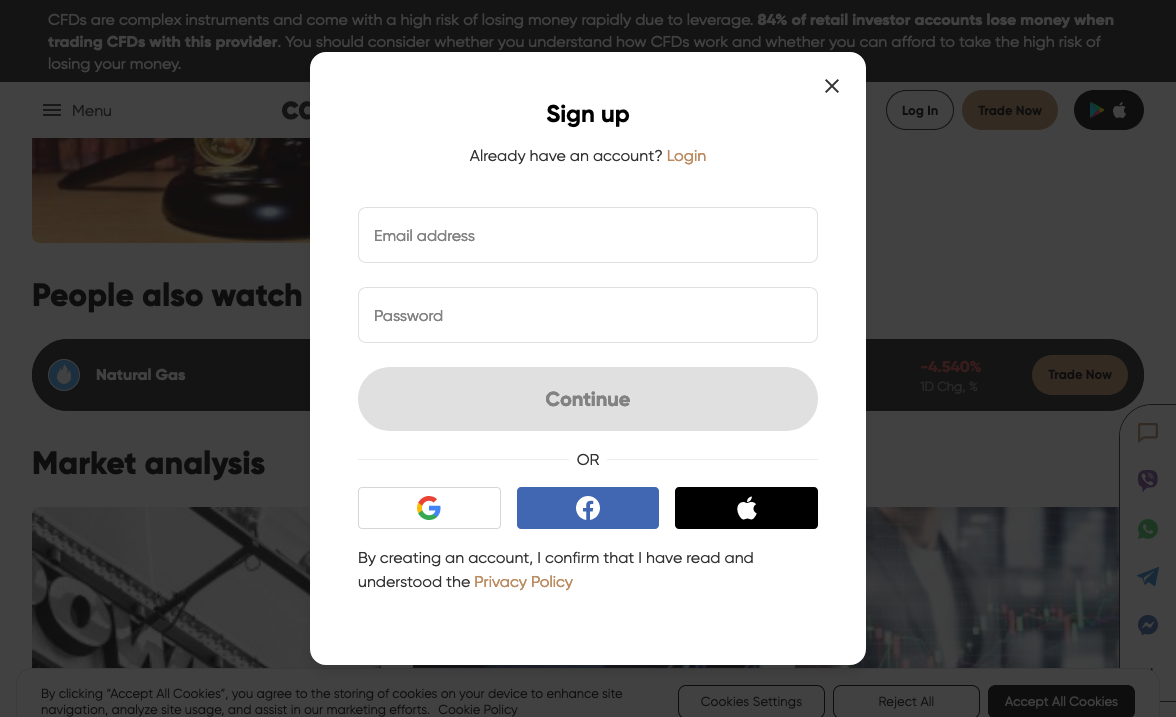 CFDs are complex instruments and come with a high risk of losing money rapidly due to leverage. 84% of retail investor accounts lose money when
trading CFDs with this provider. You should consider whether you understand how CFDs work and whether you can afford to take the high risk of
losing your money.
Menu
Log In
Trade Now
Sign up
Already have an account? Login
Email address
Password
Continue
OR
By creating an account, I confirm that I have read and
understood the Privacy Policy
People also watch
Natural Gas
-4.540%
1D Chg, %
Trade Now
Market analysis
By clicking “Accept All Cookies”, you agree to the storing of cookies on your device to enhance site
navigation, analyze site usage, and assist in our marketing efforts. Cookie Policy
Cookies Settings
Reject All
Accept All Cookies